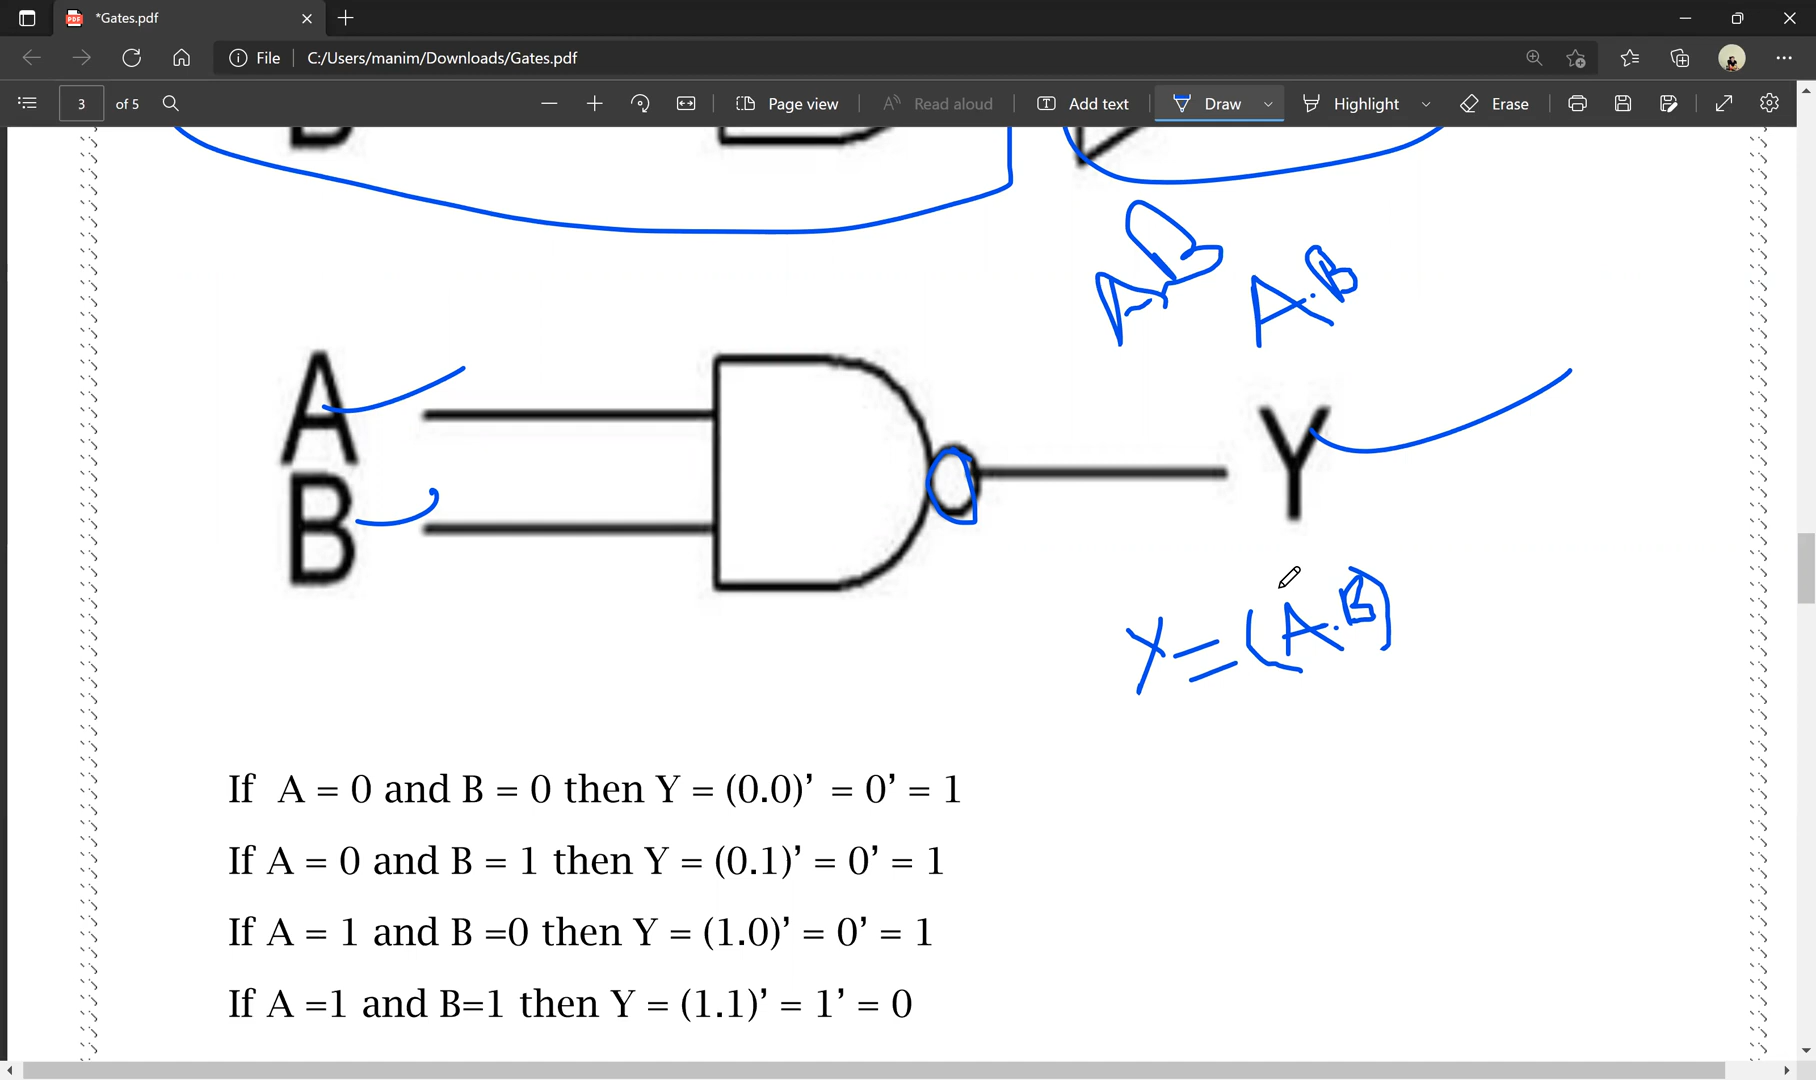 *Gates.pdf
File C:/Users/manim/Downloads/Gates.pdf
3 of 5 Page view Read aloud Add text Draw Highlight Erase
B
A.B A.B
A
B
Y
Y = (A.B)
If A = 0 and B = 0 then Y = (0.0)’ = 0’ = 1
If A = 0 and B = 1 then Y = (0.1)’ = 0’ = 1
If A = 1 and B =0 then Y = (1.0)’ = 0’ = 1
If A =1 and B=1 then Y = (1.1)’ = 1’ = 0